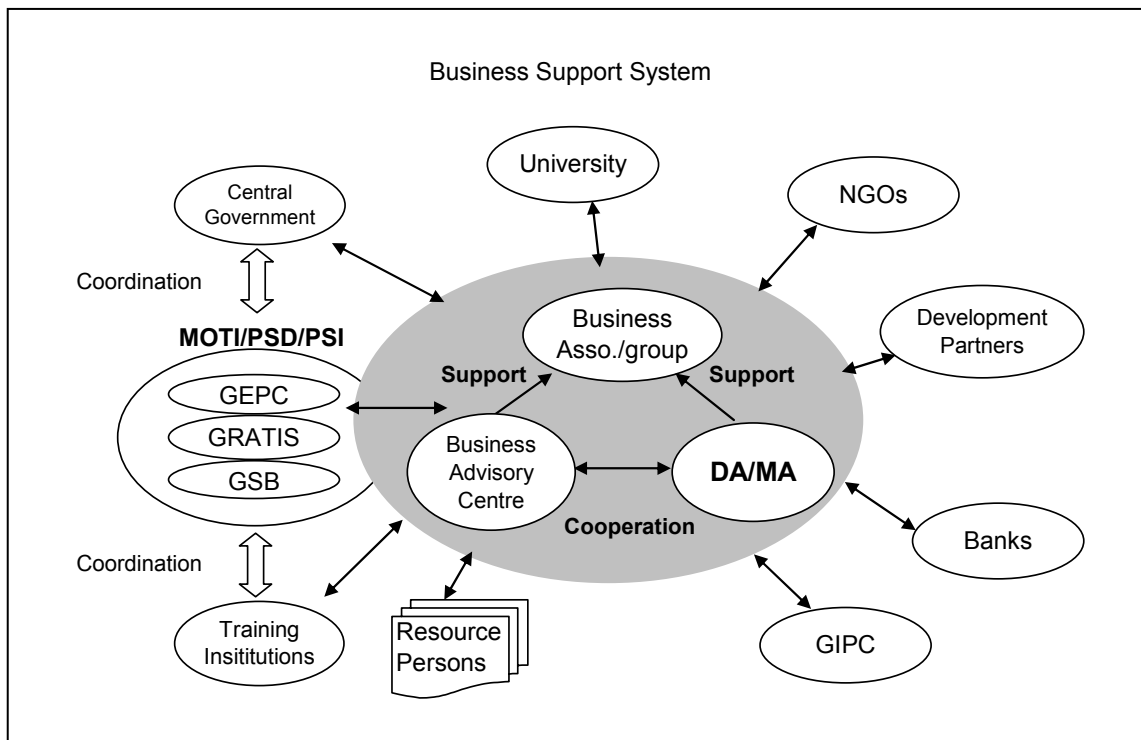 Business Support System
University
Central
Government
NGOs
Coordination
Business
Asso./group
Development
Partners
MOTI/PSD/PSI
Support
Support
GEPC
GRATIS
GSB
Business
Advisory
Centre
DA/MA
Cooperation
Banks
Coordination
Training
Insititutions
Resource
Persons
GIPC